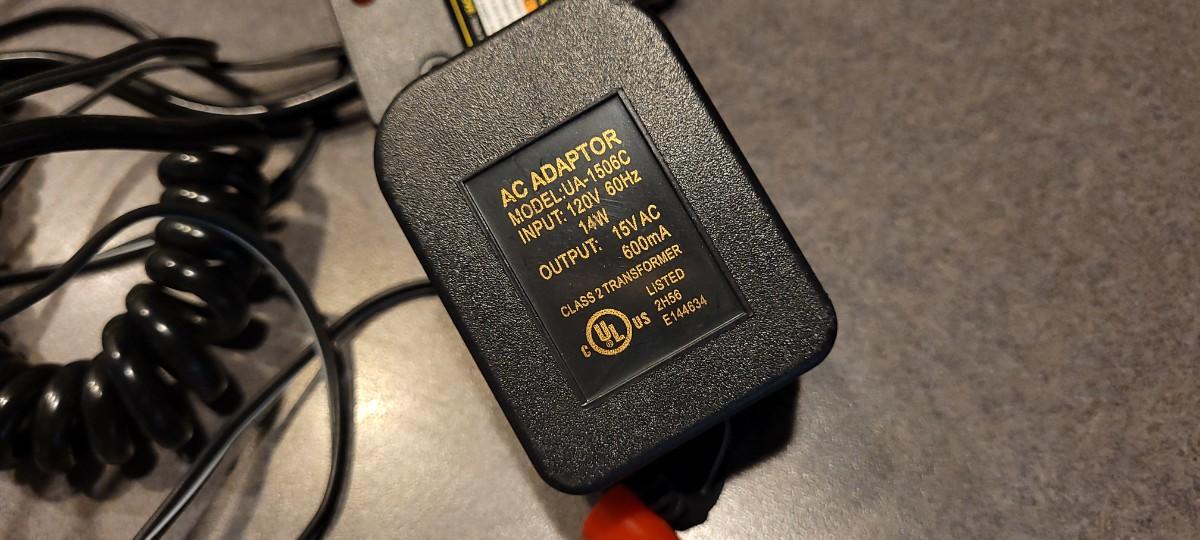 AC ADAPTOR
MODEL:UA-1506C
INPUT: 120V 60Hz
14W
OUTPUT: 15V AC
600mA
CLASS 2 TRANSFORMER
LISTED
C UL US 2H56
E144634